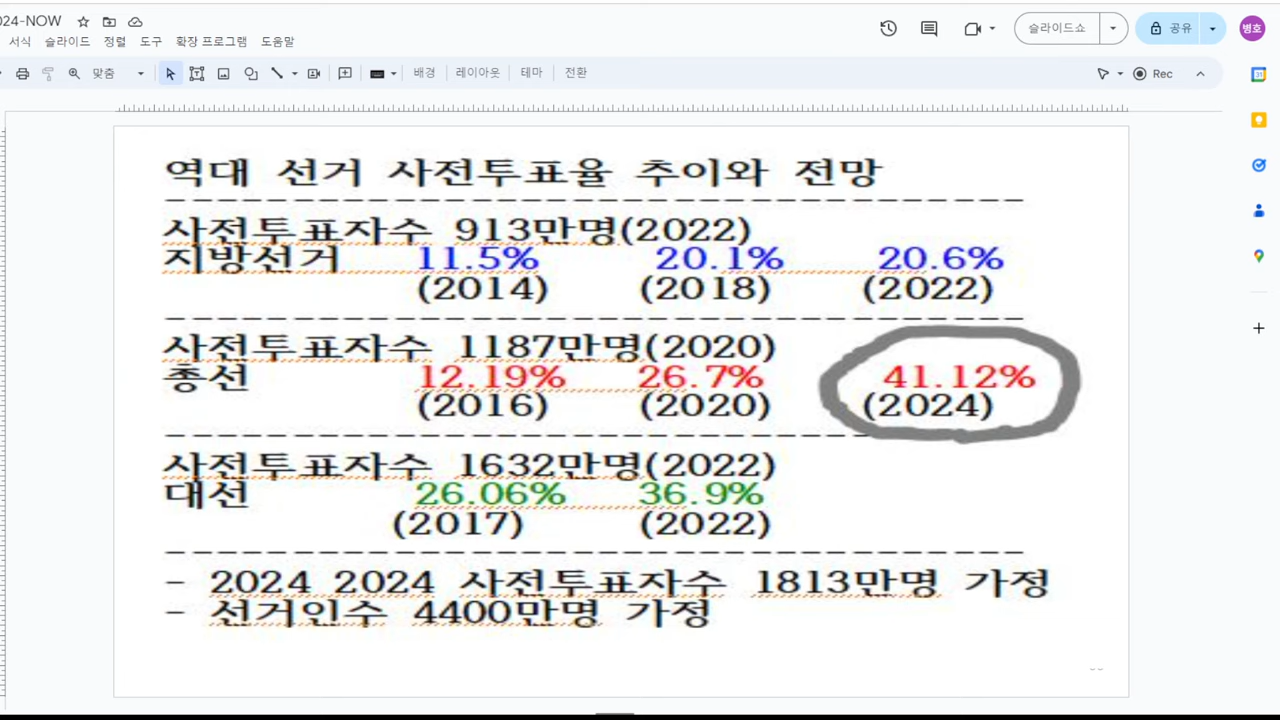 024-NOW
서식 슬라이드 정렬 도구 확장 프로그램 도움말
슬라이드쇼
공유
병호
맞춤
배경 레이아웃 테마 전환
Rec
31
역대 선거 사전투표율 추이와 전망
사전투표자수 913만명(2022)
지방선거 11.5% 20.1% 20.6%
(2014) (2018) (2022)
사전투표자수 1187만명(2020)
총선 12.19% 26.7% 41.12%
(2016) (2020) (2024)
사전투표자수 1632만명(2022)
대선 26.06% 36.9%
(2017) (2022)
- 2024 2024 사전투표자수 1813만명 가정
- 선거인수 4400만명 가정